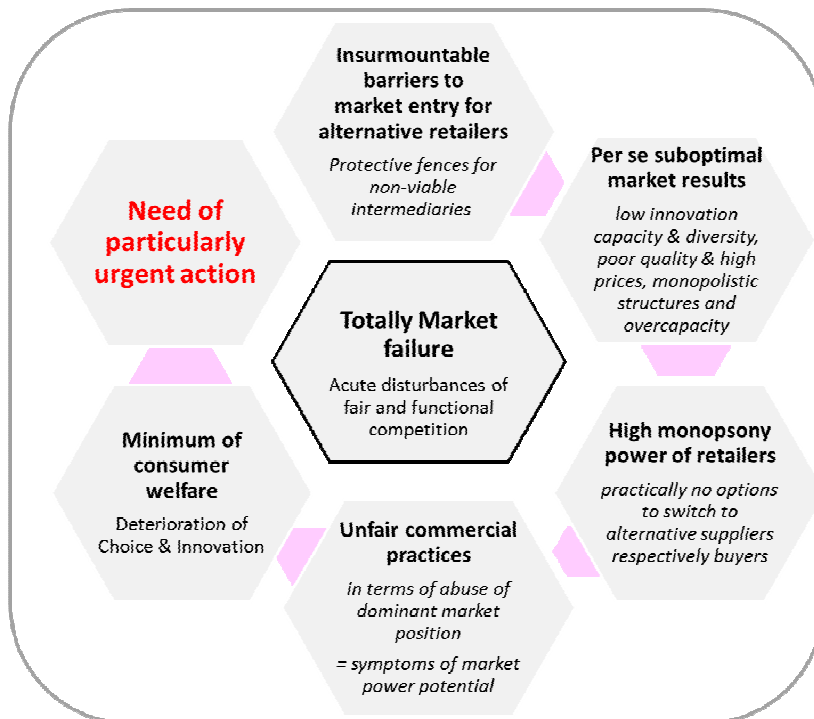 Insurmountable
barriers to
market entry for
alternative retailers
Protective fences for
non-viable
intermediaries
Per se suboptimal
market results
low innovation
capacity & diversity,
poor quality & high
prices, monopolistic
structures and
overcapacity
High monopsony
power of retailers
practically no options
to switch to
alternative suppliers
respectively buyers
Unfair commercial
practices
in terms of abuse of
dominant market
position
= symptoms of market
power potential
Minimum of
consumer
welfare
Deterioration of
Choice & Innovation
Need of
particularly
urgent action
Totally Market
failure
Acute disturbances of
fair and functional
competition